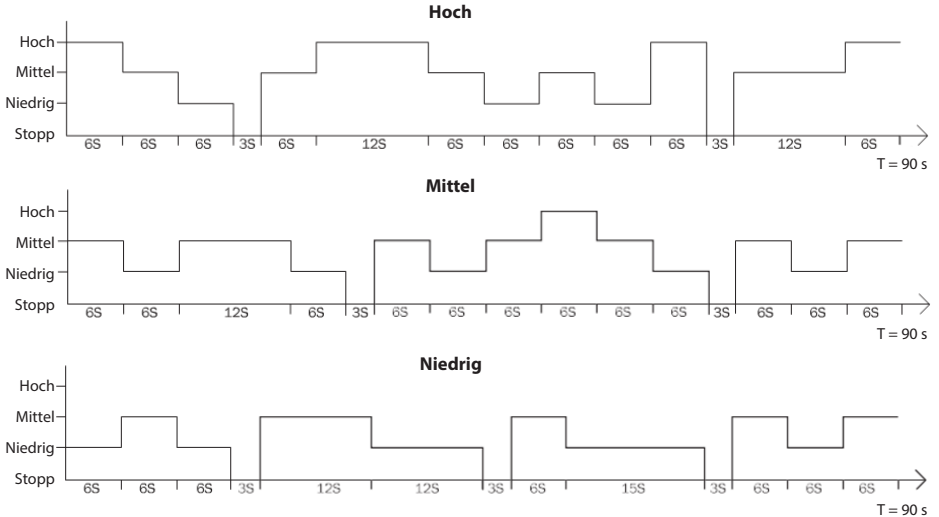 Hoch
Hoch
Mittel
Niedrig
Stopp
6S 6S 6S 3S 6S 12S 6S 6S 6S 6S 6S 3S 12S 6S
T = 90 s
Mittel
Hoch
Mittel
Niedrig
Stopp
6S 6S 12S 6S 3S 6S 6S 6S 6S 6S 6S 3S 6S 6S 6S
T = 90 s
Niedrig
Hoch
Mittel
Niedrig
Stopp
6S 6S 6S 3S 12S 12S 3S 6S 15S 3S 6S 6S 6S
T = 90 s